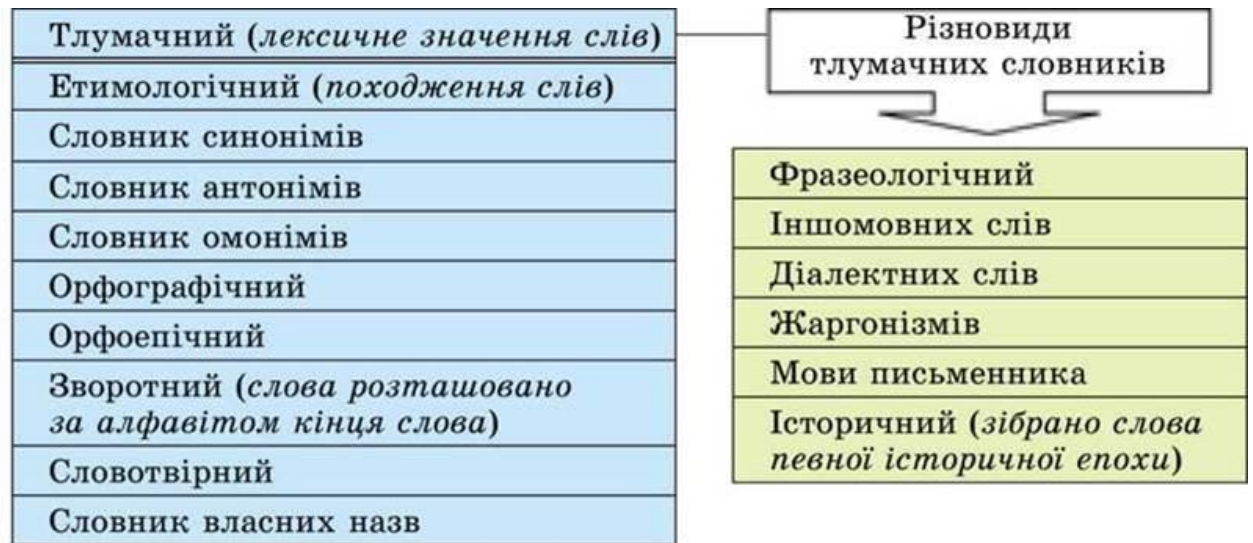 Тлумачний (лексичне значення слів)
Етимологічний (походження слів)
Словник синонімів
Словник антонімів
Словник омонімів
Орфографічний
Орфоепічний
Зворотний (слова розташовано
за алфавітом кінця слова)
Словотвірний
Словник власних назв
Різновиди
тлумачних словників
Фразеологічний
Іншомовних слів
Діалектних слів
Жаргонізмів
Мови письменника
Історичний (зібрано слова
певної історичної епохи)